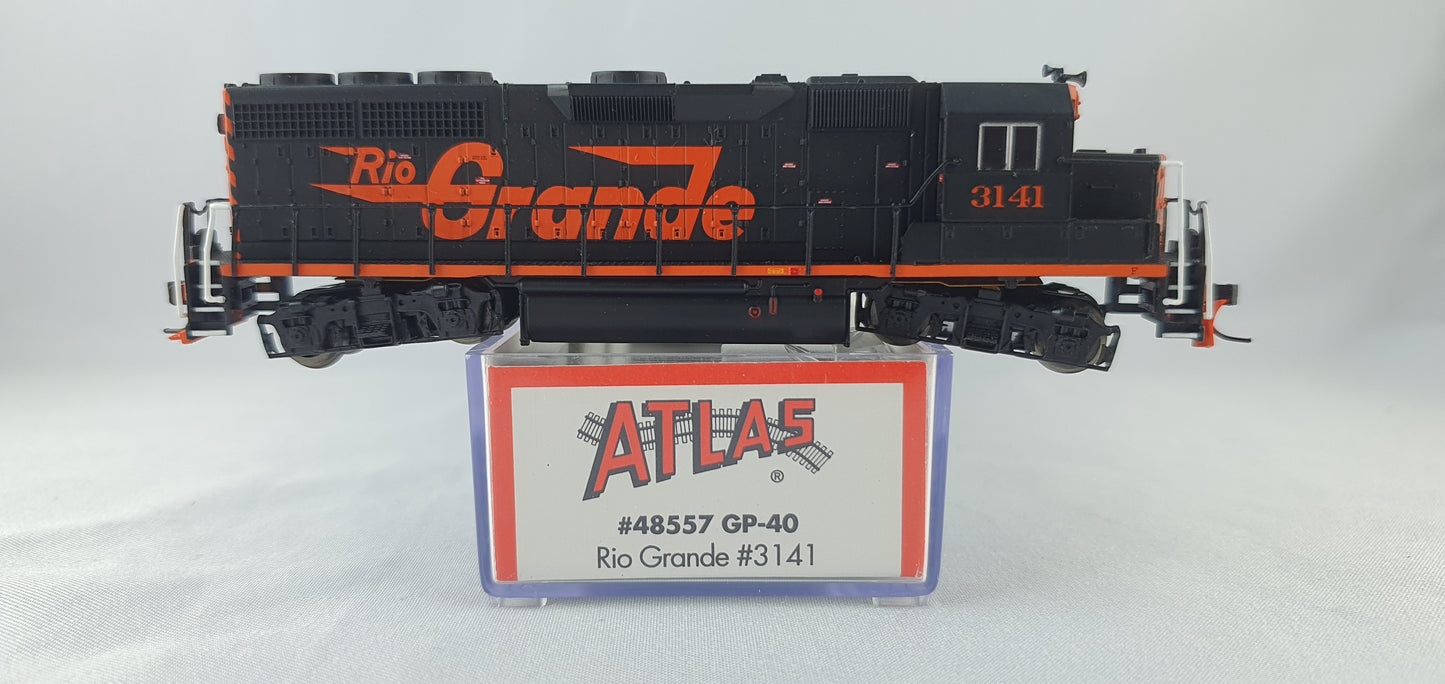 Rio
Grande
3141
F
ATLAS
®
#48557 GP-40
Rio Grande #3141